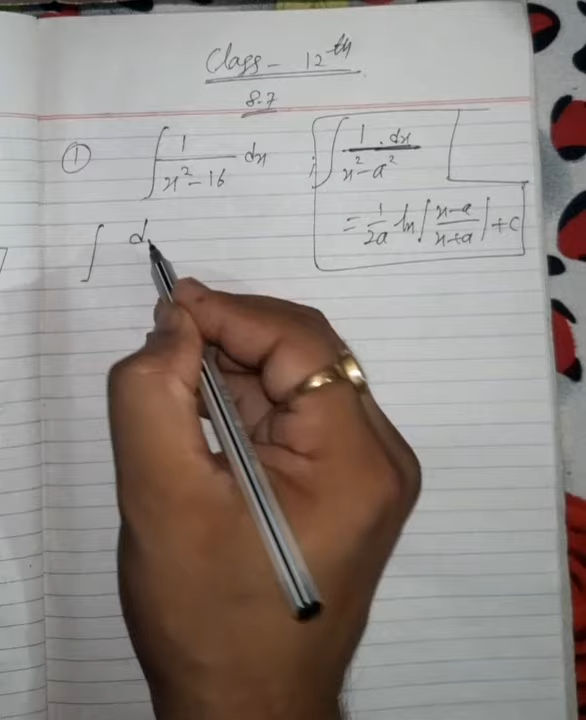 Class - 12th
8.7
① ∫ 1/(x² - 16) dx
∫ 1 . dx/(x² - a²)
= 1/2a ln |x-a/x+a| + C
∫ d